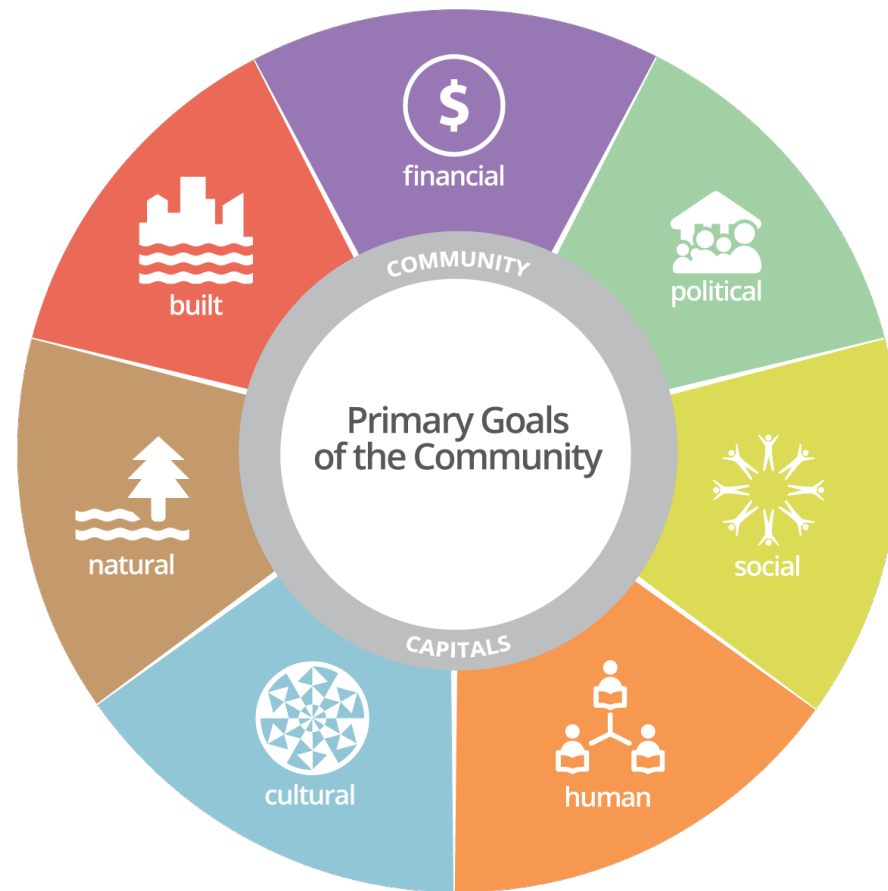 $
financial
political
social
human
cultural
natural
built
COMMUNITY
Primary Goals
of the Community
CAPITALS